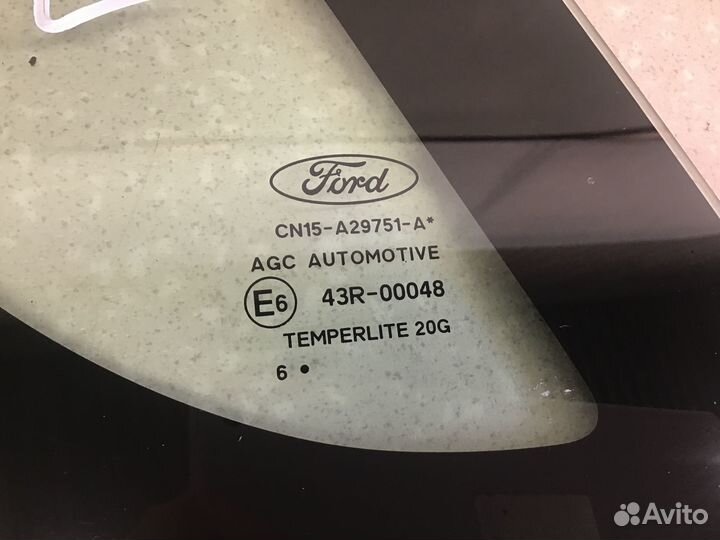 Ford
CN15-A29751-A*
AGC AUTOMOTIVE
E6 43R-00048
TEMPERLITE 20G
6 •
Avito